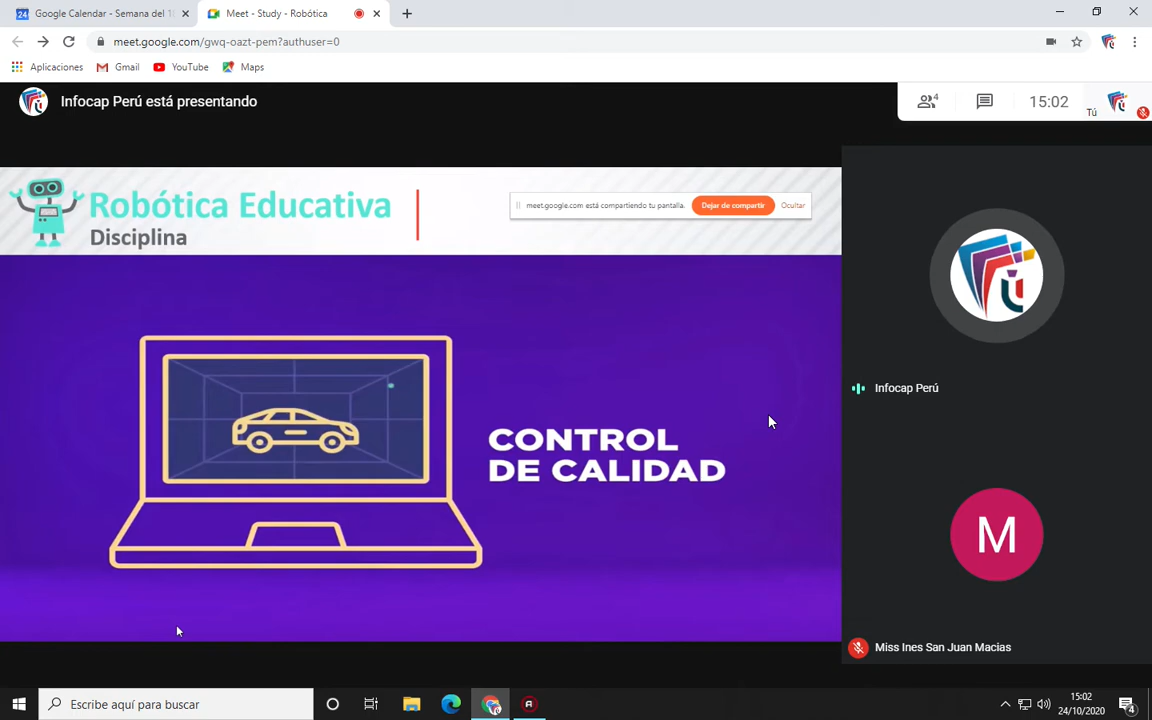 Google Calendar - Semana del 18
Meet - Study - Robótica
meet.google.com/gwq-oazt-pem?authuser=0
Aplicaciones
Gmail
YouTube
Maps
Infocap Perú está presentando
4
15:02
Tú
Robótica Educativa
Disciplina
meet.google.com está compartiendo tu pantalla.
Dejar de compartir
Ocultar
CONTROL
DE CALIDAD
Infocap Perú
M
Miss Ines San Juan Macias
Escribe aquí para buscar
15:02
24/10/2020
4